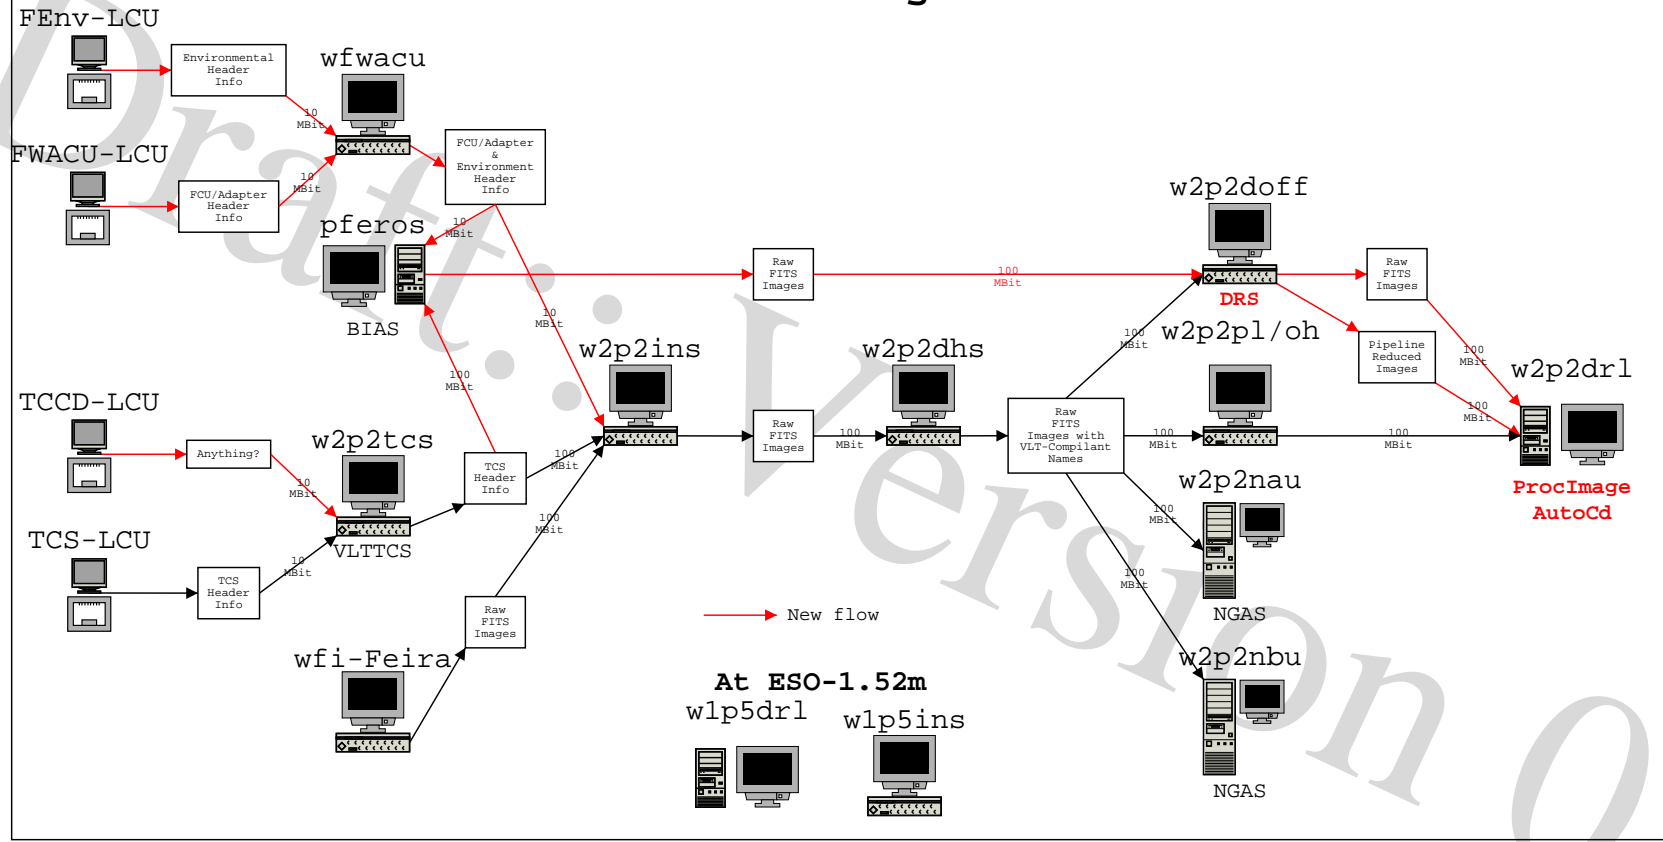 FEnv-LCU
Environmental
Header
Info
wfwacu
10
MBit
FWACU-LCU
FCU/Adapter
Header
Info
10
MBit
FCU/Adapter
&
Environment
Header
Info
10
MBit
pferos
BIAS
10
MBit
100
MBit
Raw
FITS
Images
100
MBit
w2p2doff
DRS
Raw
FITS
Images
Pipeline
Reduced
Images
100
MBit
100
MBit
w2p2drl
ProcImage
AutoCd
TCCD-LCU
Anything?
10
MBit
w2p2tcs
VLTTCS
TCS-LCU
TCS
Header
Info
10
MBit
TCS
Header
Info
100
MBit
w2p2ins
Raw
FITS
Images
100
MBit
w2p2dhs
Raw
FITS
Images with
VLT-Compilant
Names
100
MBit
w2p2pl/oh
100
MBit
100
MBit
w2p2nau
100
MBit
NGAS
w2p2nbu
100
MBit
NGAS
wfi-Feira
Raw
FITS
Images
100
MBit
New flow
At ESO-1.52m
w1p5drl
w1p5ins
Draft:: Version 0